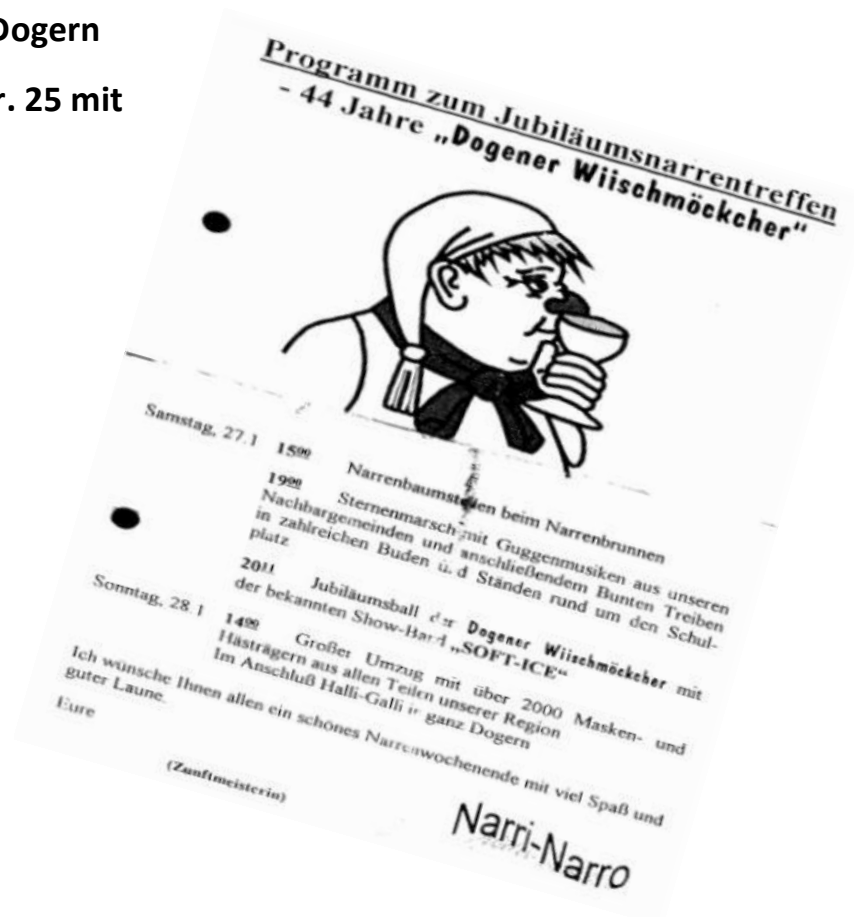 Dogern
r. 25 mit
Programm zum Jubiläumsnarrentreffen
- 44 Jahre „Dogener Wiischmöckcher“
Samstag, 27.1 15⁰⁰ Narrenbaumstellen beim Narrenbrunnen
19⁰⁰ Sternenmarsch mit Guggenmusiken aus unseren
Nachbargemeinden und anschließendem Bunten Treiben
in zahlreichen Buden u. d Ständen rund um den Schul-
platz
20¹¹ Jubiläumsball der Dogener Wiischmöckcher mit
der bekannten Show-Band „SOFT-ICE“
Sonntag, 28.1 14⁰⁰ Großer Umzug mit über 2000 Masken- und
Hästrägern aus allen Teilen unserer Region
Im Anschluß Halli-Galli in ganz Dogern
Ich wünsche Ihnen allen ein schönes Narrenwochenende mit viel Spaß und
guter Laune.
Eure
(Zunftmeisterin)
Narri-Narro